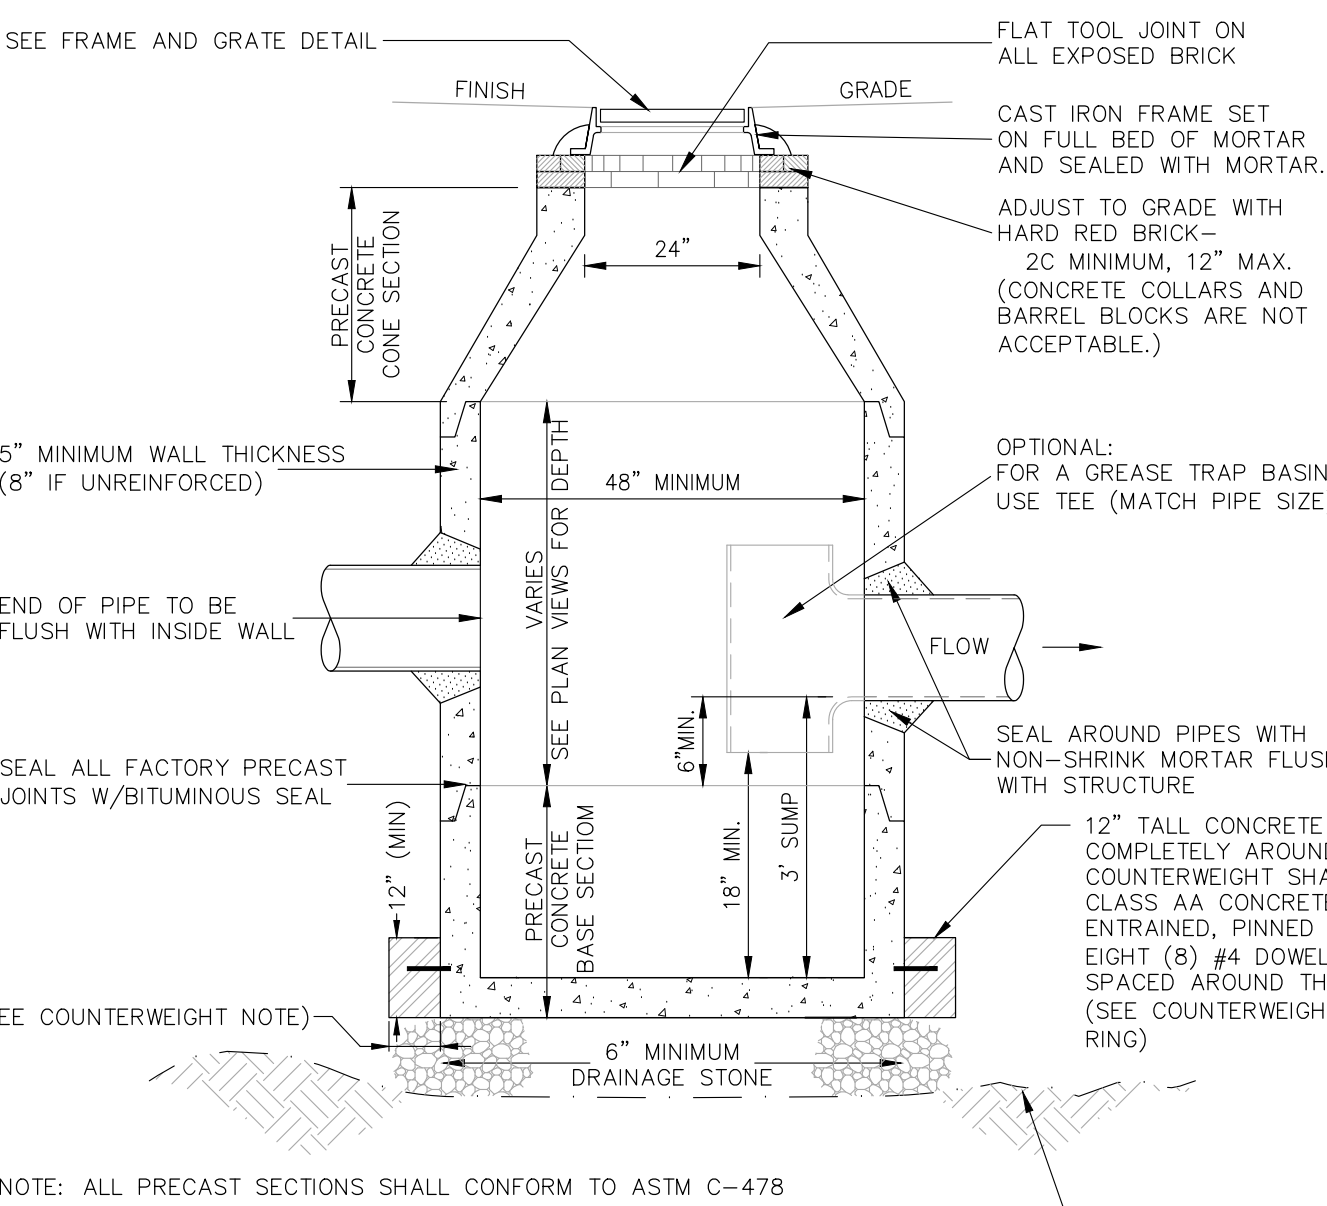 SEE FRAME AND GRATE DETAIL
FLAT TOOL JOINT ON
ALL EXPOSED BRICK
FINISH
GRADE
CAST IRON FRAME SET
ON FULL BED OF MORTAR
AND SEALED WITH MORTAR.
ADJUST TO GRADE WITH
HARD RED BRICK–
2C MINIMUM, 12" MAX.
(CONCRETE COLLARS AND
BARREL BLOCKS ARE NOT
ACCEPTABLE.)
24"
PRECAST
CONCRETE
CONE SECTION
5" MINIMUM WALL THICKNESS
(8" IF UNREINFORCED)
48" MINIMUM
OPTIONAL:
FOR A GREASE TRAP BASIN
USE TEE (MATCH PIPE SIZE
VARIES
SEE PLAN VIEWS FOR DEPTH
END OF PIPE TO BE
FLUSH WITH INSIDE WALL
FLOW
6"MIN.
SEAL AROUND PIPES WITH
NON–SHRINK MORTAR FLUSH
WITH STRUCTURE
SEAL ALL FACTORY PRECAST
JOINTS W/BITUMINOUS SEAL
12" (MIN)
PRECAST
CONCRETE
BASE SECTIOM
18" MIN.
3' SUMP
12" TALL CONCRETE
COMPLETELY AROUND
COUNTERWEIGHT SHA
CLASS AA CONCRETE
ENTRAINED, PINNED
EIGHT (8) #4 DOWEL
SPACED AROUND TH
(SEE COUNTERWEIGH
RING)
EE COUNTERWEIGHT NOTE)
6" MINIMUM
DRAINAGE STONE
NOTE: ALL PRECAST SECTIONS SHALL CONFORM TO ASTM C–478